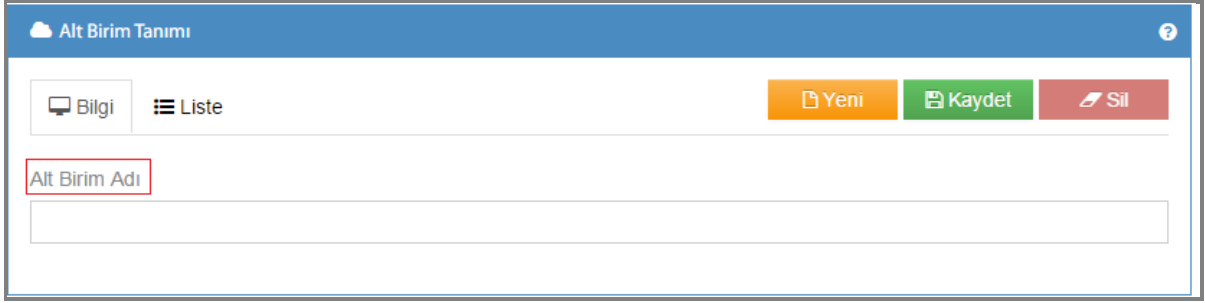 Alt Birim Tanımı
Bilgi Liste Yeni Kaydet Sil
Alt Birim Adı